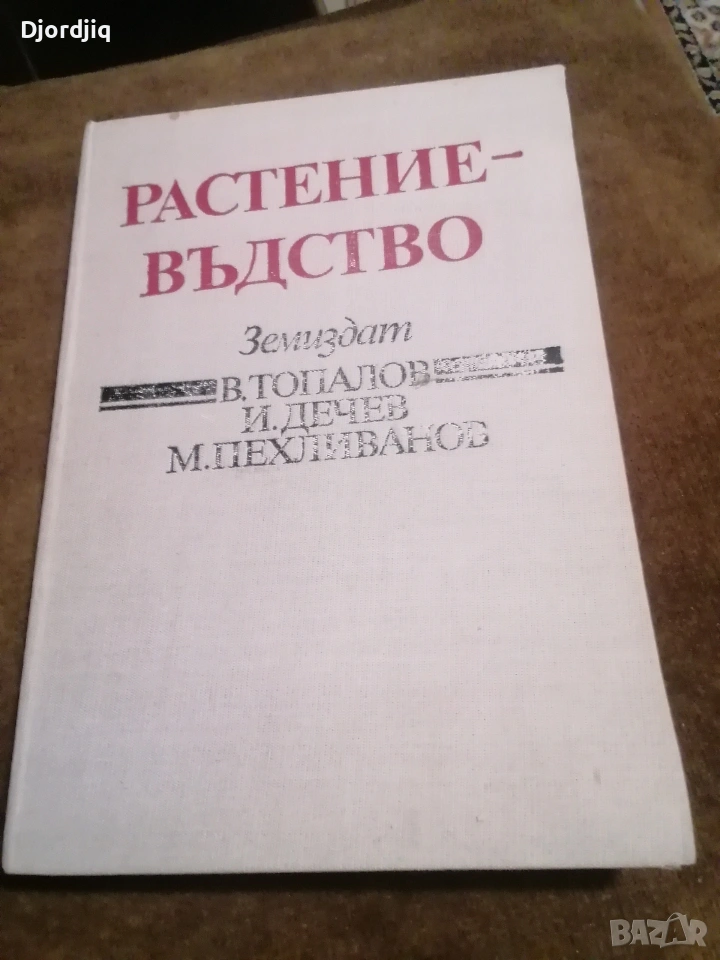 Djordjiq
РАСТЕНИЕ-
ВЪДСТВО
Земиздат
В. ТОПАЛОВ
И. ДЕЧЕВ
М. ПЕХЛИВАНОВ
BAZAR